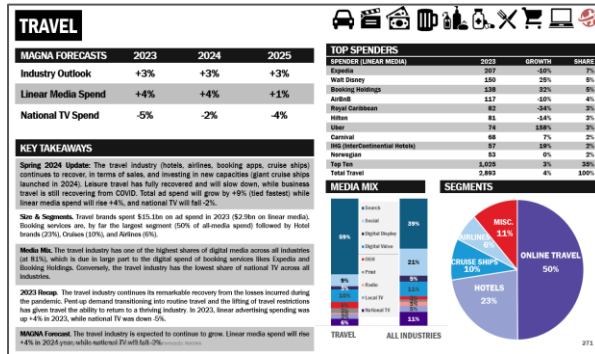 TRAVEL
MAGNA FORECASTS 2023 2024 2025
Industry Outlook +3% +3% +3%
Linear Media Spend +4% +4% +1%
National TV Spend -5% -2% -4%
KEY TAKEAWAYS
Spring 2024 Update: The travel industry (hotels, airlines, booking apps, cruise ships)
continues to recover, in terms of sales, and investing in new capacities (giant cruise ships
launched in 2024). Leisure travel has fully recovered and will slow down, while business
travel is still recovering from COVID. Total ad spend will grow by +9% (tied fastest) while
linear media spend will rise +4%, and national TV will fall -2%.
Size & Segments. Travel brands spent $15.1bn on ad spend in 2023 ($2.9bn on linear media).
Booking services are, by far the largest segment (50% of all-media spend) followed by Hotel
brands (23%), Cruises (10%), and Airlines (6%).
Media Mix. The travel industry has one of the highest shares of digital media across all industries
(at 81%), which is due in large part to the digital spend of booking services like Expedia and
Booking Holdings. Conversely, the travel industry has the lowest share of national TV across all
industries.
2023 Recap. The travel industry continues its remarkable recovery from the losses incurred during
the pandemic. Pent-up demand transitioning into routine travel and the lifting of travel restrictions
has given travel the ability to return to a thriving industry. In 2023, linear advertising spending was
up +4% in 2023, while national TV was down -5%.
MAGNA Forecast. The travel industry is expected to continue to grow. Linear media spend will rise
+4% in 2024 year, while national TV will fall -2%.
TOP SPENDERS
SPENDER (LINEAR MEDIA) 2023 GROWTH SHARE
Expedia 207 -10% 7%
Walt Disney 150 25% 5%
Booking Holdings 138 32% 5%
AirBnB 117 -10% 4%
Royal Caribbean 82 -34% 3%
Hilton 81 -14% 3%
Uber 74 158% 3%
Carnival 68 7% 2%
IHG (InterContinental Hotels) 57 19% 2%
Norwegian 53 0% 2%
Top Ten 1,025 3% 35%
Total Travel 2,893 4% 100%
MEDIA MIX
59%
9%
10%
6%
Search
Social
Digital Display
Digital Video
OOH
Print
Radio
Local TV
National TV
39%
21%
5%
11%
11%
TRAVEL ALL INDUSTRIES
SEGMENTS
MISC.
11%
AIRLINES
6%
CRUISE SHIPS
10%
HOTELS
23%
ONLINE TRAVEL
50%
271